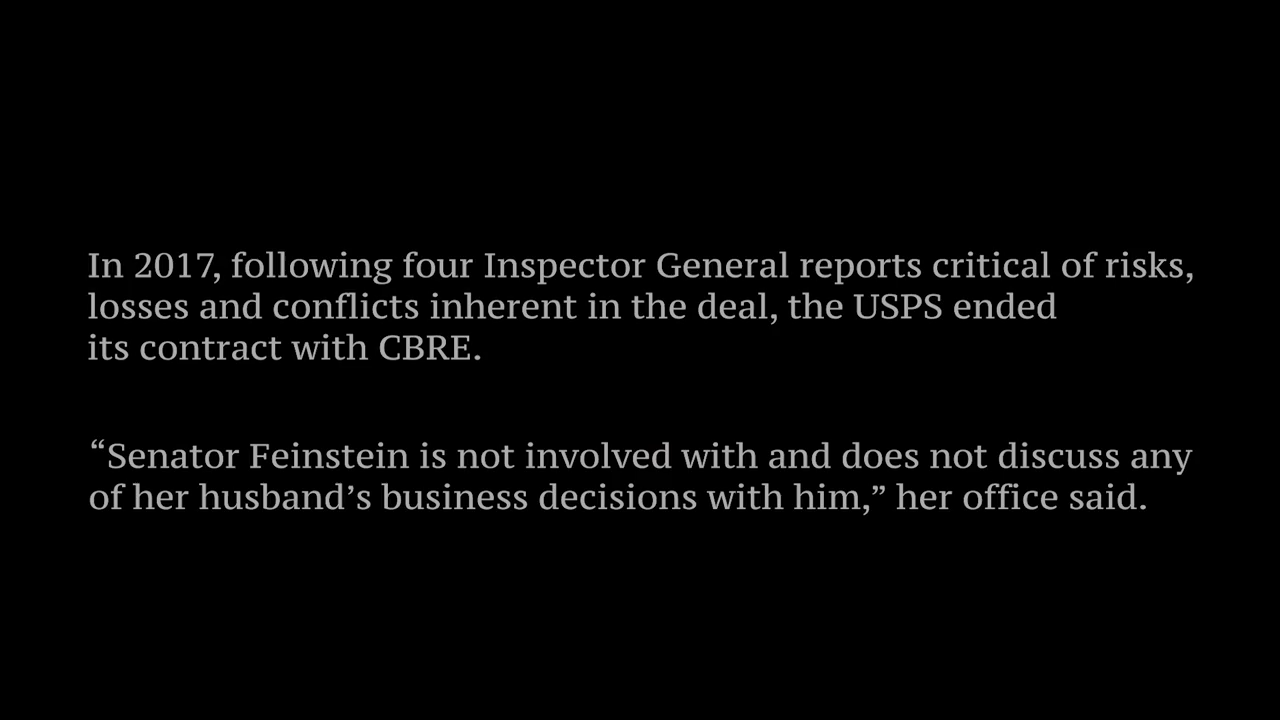 In 2017, following four Inspector General reports critical of risks,
losses and conflicts inherent in the deal, the USPS ended
its contract with CBRE.
“Senator Feinstein is not involved with and does not discuss any
of her husband’s business decisions with him,” her office said.